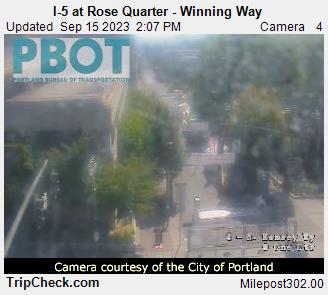 I-5 at Rose Quarter - Winning Way
Updated Sep 15 2023 2:07 PM Camera 4
PBOT
PORTLAND BUREAU OF TRANSPORTATION
Camera courtesy of the City of Portland
TripCheck.com Milepost302.00